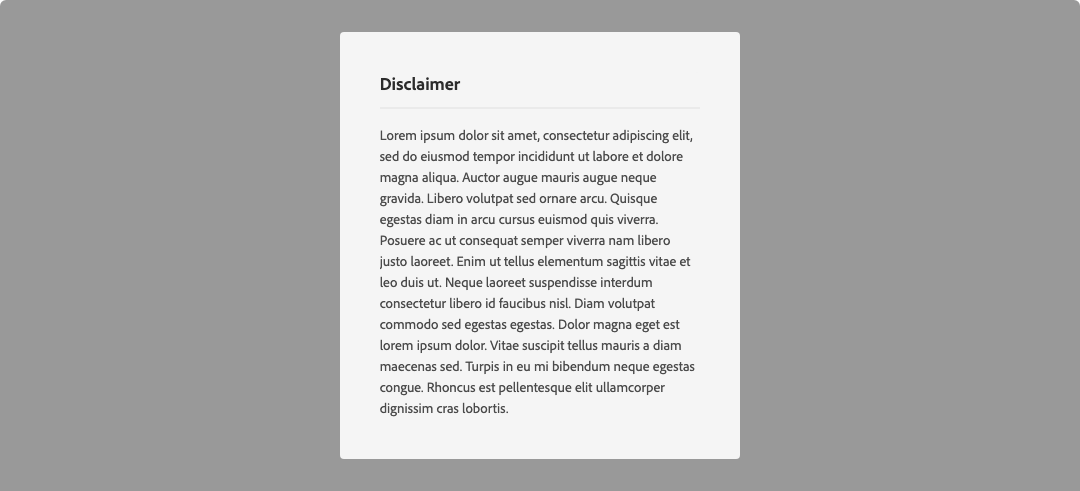 Disclaimer
Lorem ipsum dolor sit amet, consectetur adipiscing elit,
sed do eiusmod tempor incididunt ut labore et dolore
magna aliqua. Auctor augue mauris augue neque
gravida. Libero volutpat sed ornare arcu. Quisque
egestas diam in arcu cursus euismod quis viverra.
Posuere ac ut consequat semper viverra nam libero
justo laoreet. Enim ut tellus elementum sagittis vitae et
leo duis ut. Neque laoreet suspendisse interdum
consectetur libero id faucibus nisl. Diam volutpat
commodo sed egestas egestas. Dolor magna eget est
lorem ipsum dolor. Vitae suscipit tellus mauris a diam
maecenas sed. Turpis in eu mi bibendum neque egestas
congue. Rhoncus est pellentesque elit ullamcorper
dignissim cras lobortis.